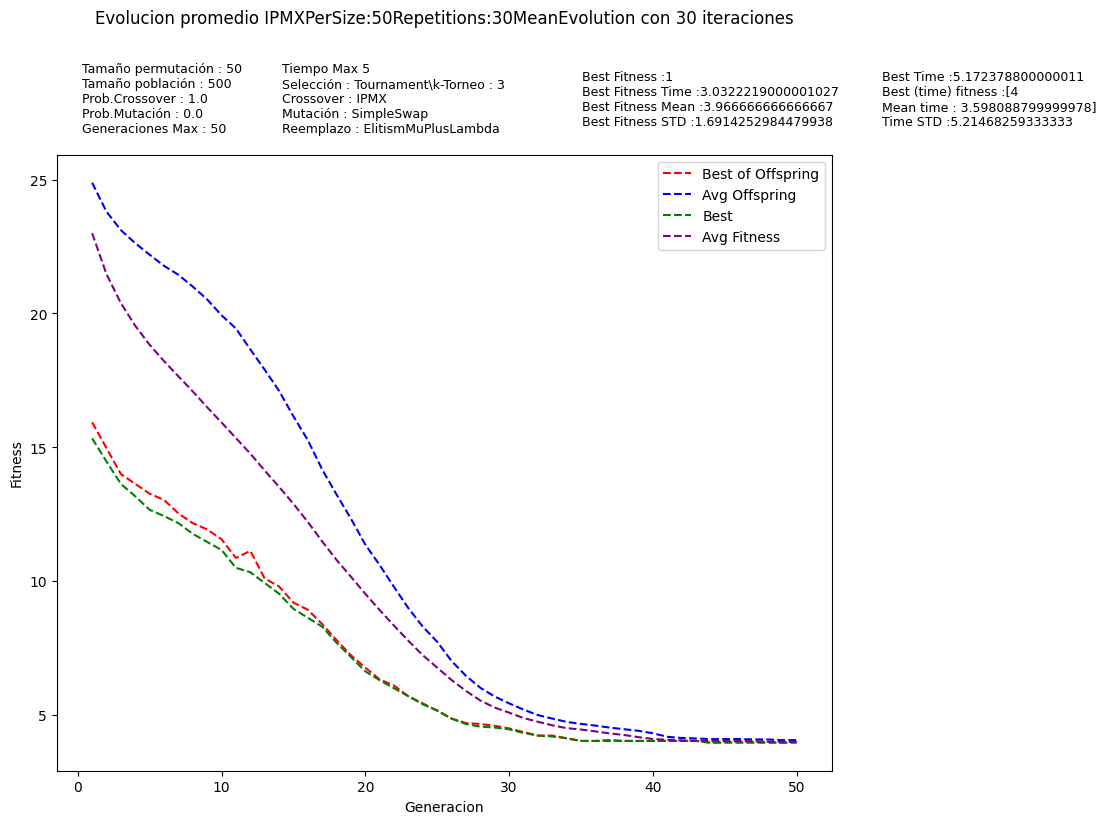 Evolucion promedio IPMXPerSize:50Repetitions:30MeanEvolution con 30 iteraciones
Tamaño permutación : 50
Tamaño población : 500
Prob.Crossover : 1.0
Prob.Mutación : 0.0
Generaciones Max : 50
Tiempo Max 5
Selección : Tournament\k-Torneo : 3
Crossover : IPMX
Mutación : SimpleSwap
Reemplazo : ElitismMuPlusLambda
Best Fitness :1
Best Fitness Time :3.0322219000001027
Best Fitness Mean :3.966666666666667
Best Fitness STD :1.6914252984479938
Best Time :5.172378800000011
Best (time) fitness :[4
Mean time : 3.598088799999978]
Time STD :5.21468259333333
Best of Offspring
Avg Offspring
Best
Avg Fitness
25
20
15
10
5
Fitness
0
10
20
30
40
50
Generacion